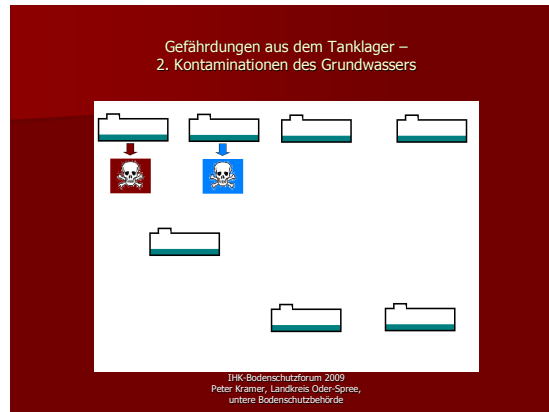 Gefährdungen aus dem Tanklager –
2. Kontaminationen des Grundwassers
IHK-Bodenschutzforum 2009
Peter Kramer, Landkreis Oder-Spree,
untere Bodenschutzbehörde